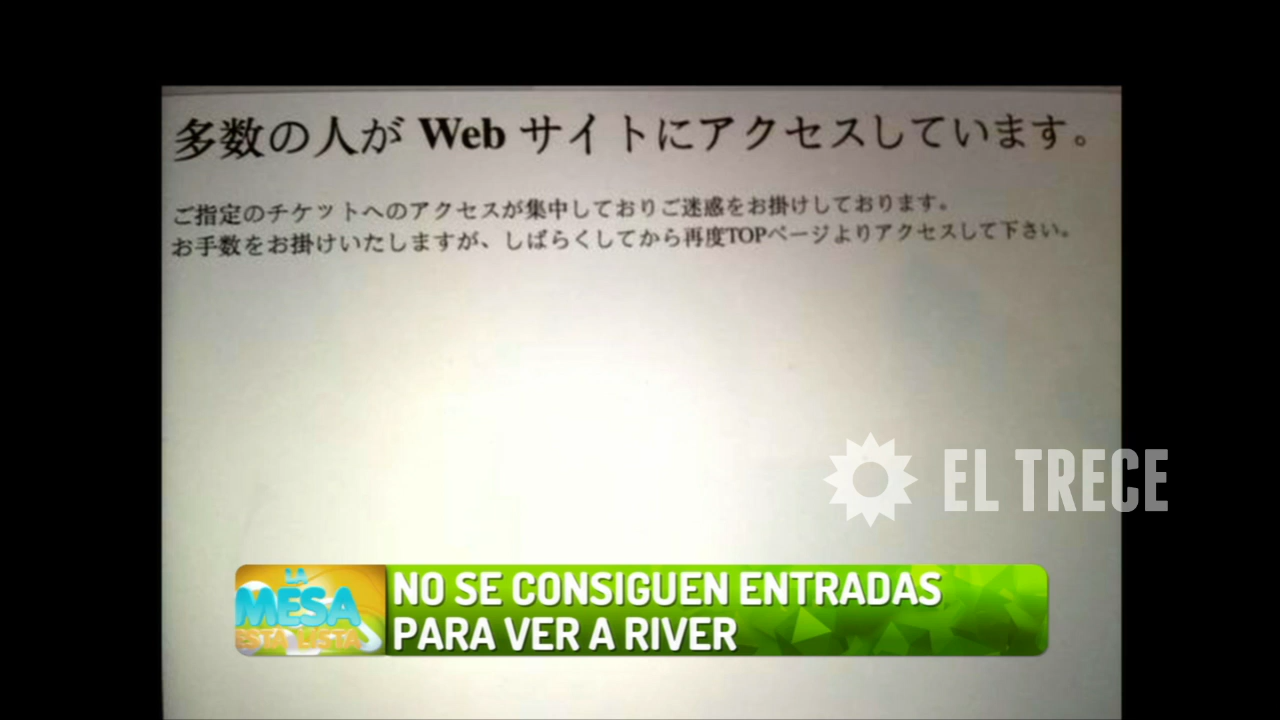 多数の人が Web サイトにアクセスしています。
ご指定のチケットへのアクセスが集中しておりご迷惑をお掛けしております。
お手数をお掛けいたしますが、しばらくしてから再度TOPページよりアクセスして下さい。
EL TRECE
LA
MESA
ESTÁ LISTA
NO SE CONSIGUEN ENTRADAS
PARA VER A RIVER